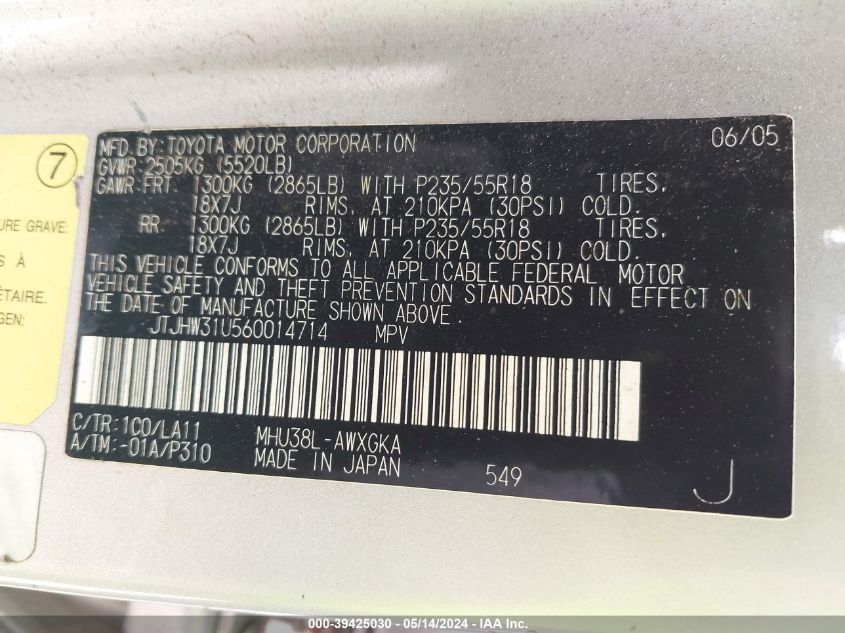 7
URE GRAVE:
S À
ÉTAIRE.
GEN:
MFD. BY: TOYOTA MOTOR CORPORATION 06/05
GVWR: 2505KG (5520LB)
GAWR: FRT 1300KG (2865LB) WITH P235/55R18 TIRES,
18X7J RIMS, AT 210KPA (30PSI) COLD.
RR 1300KG (2865LB) WITH P235/55R18 TIRES,
18X7J RIMS, AT 210KPA (30PSI) COLD.
THIS VEHICLE CONFORMS TO ALL APPLICABLE FEDERAL MOTOR
VEHICLE SAFETY AND THEFT PREVENTION STANDARDS IN EFFECT ON
THE DATE OF MANUFACTURE SHOWN ABOVE.
JTJHW31U560014714 MPV
C/TR: 1C0/LA11 MHU38L-AWXGKA
A/TM: -01A/P310 MADE IN JAPAN 549 J
000-39425030 - 05/14/2024 - IAA Inc.